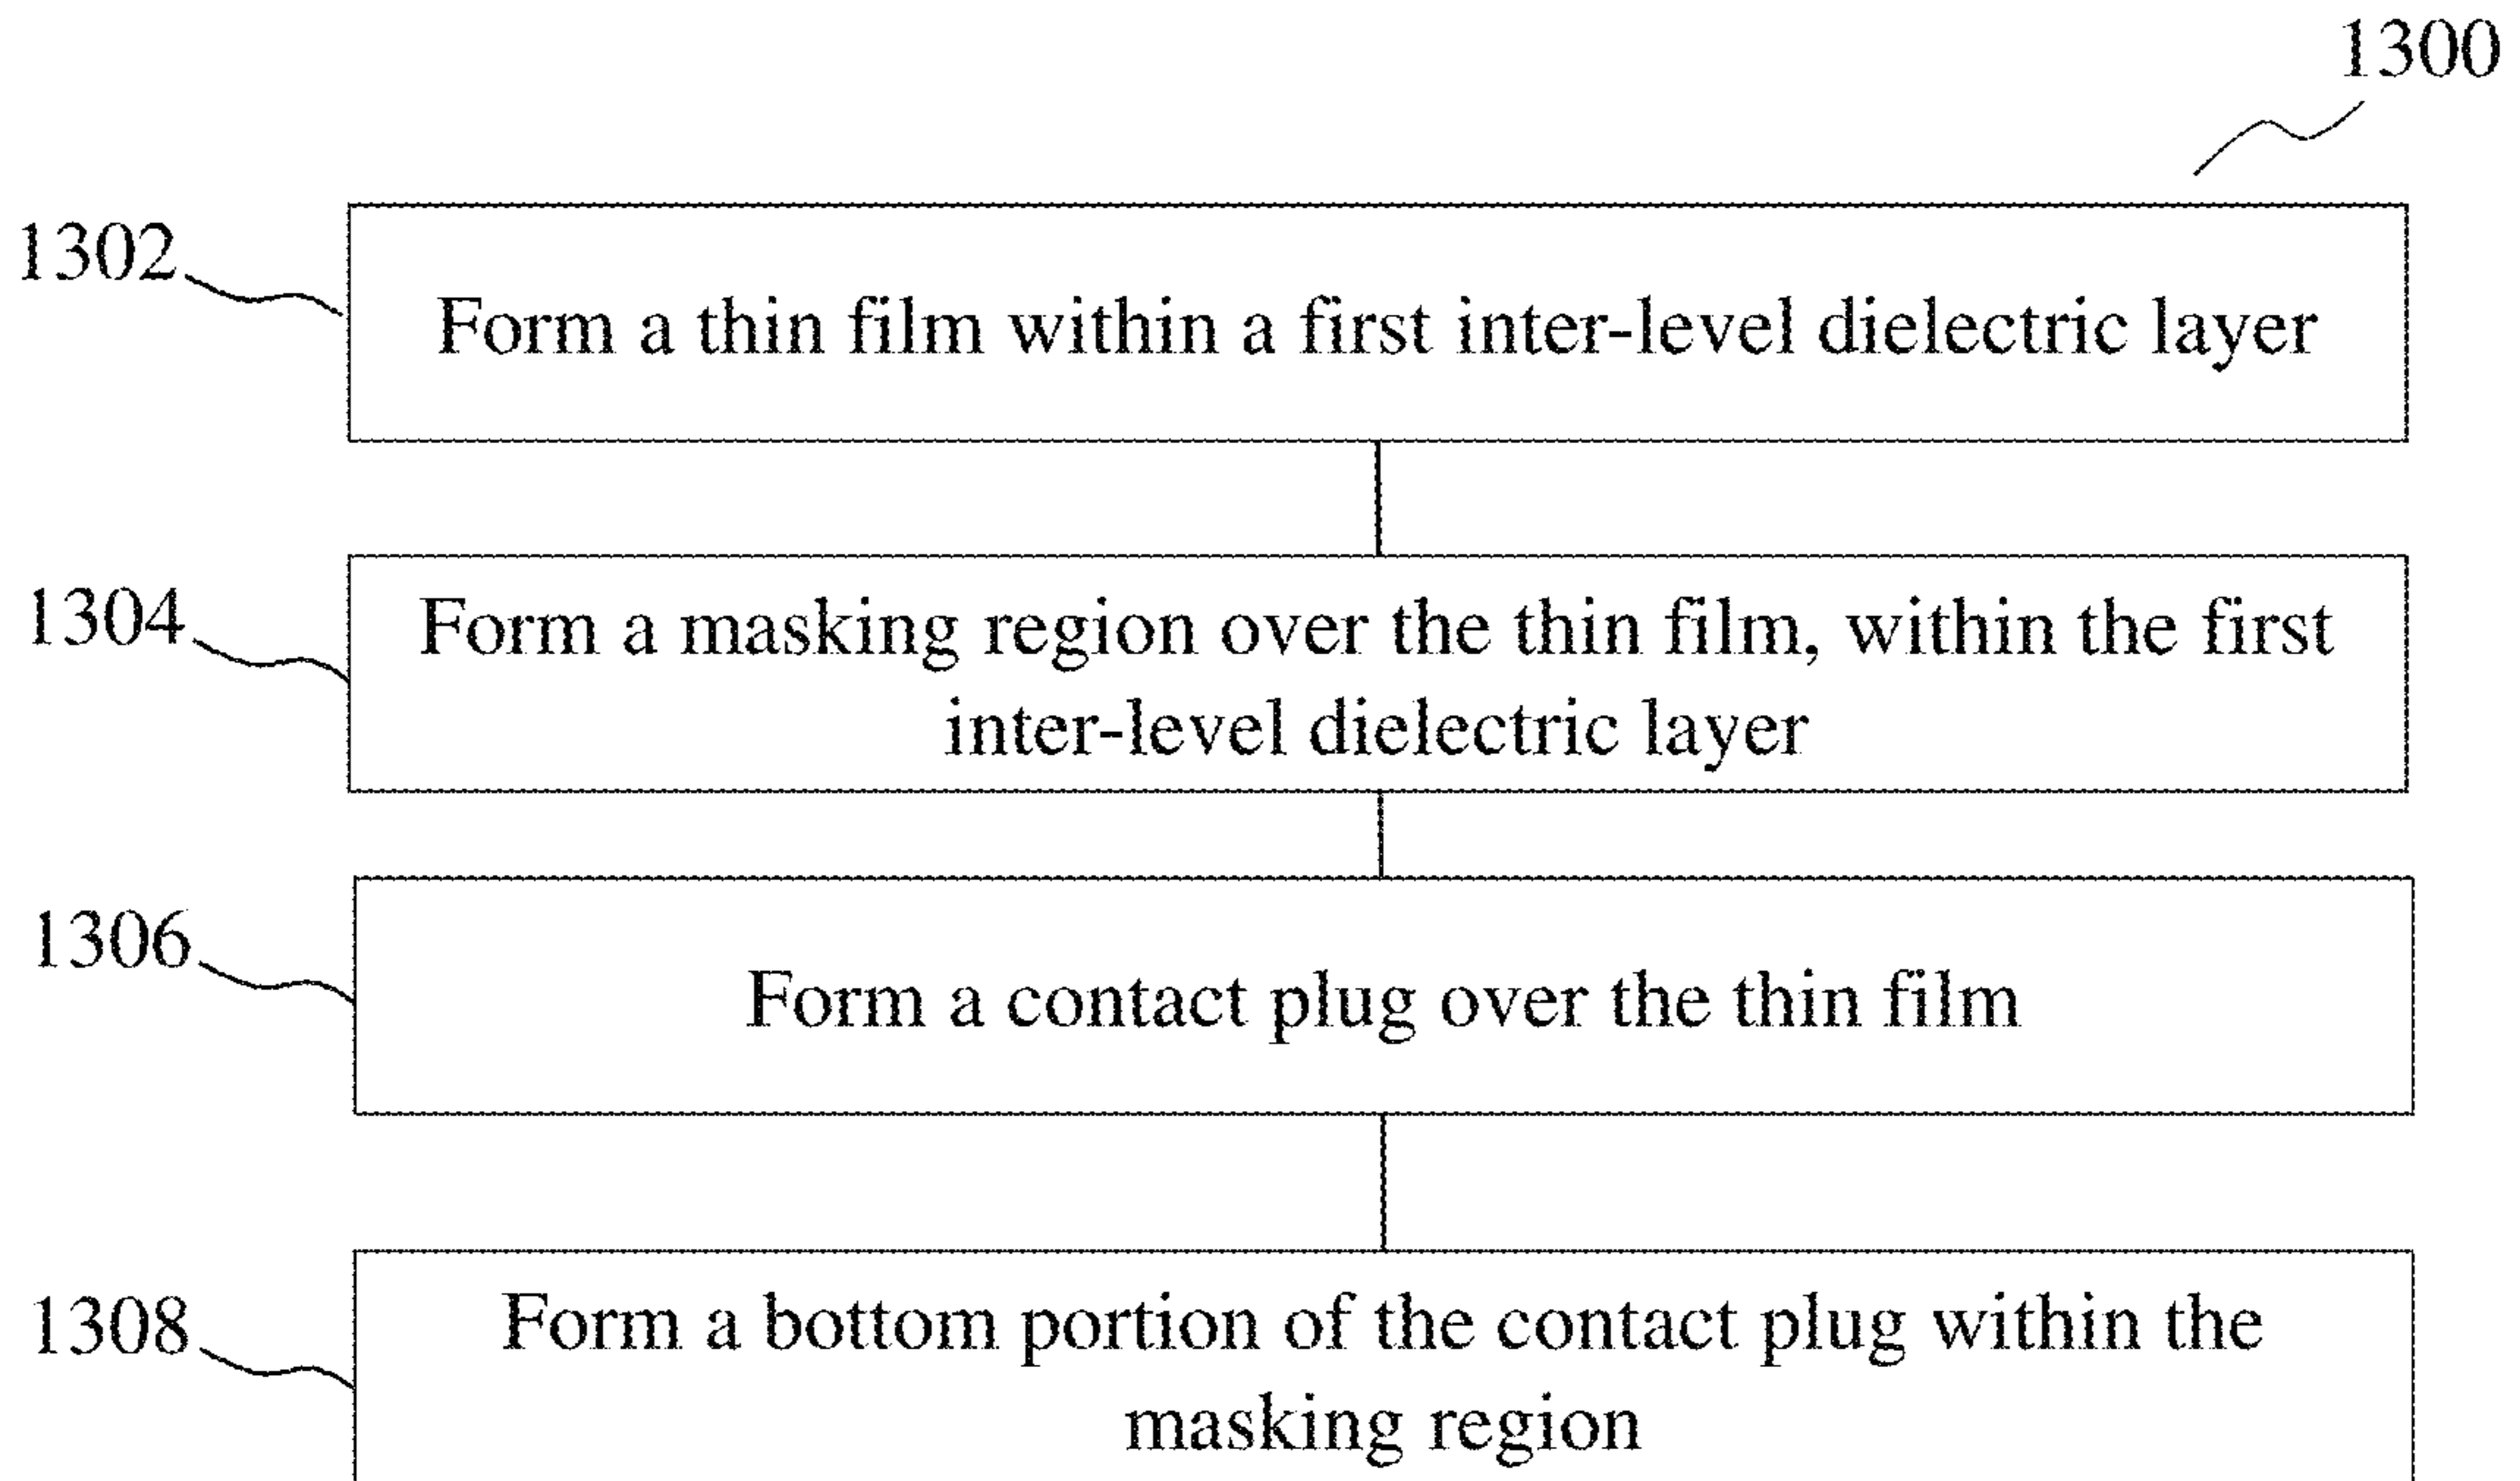 1300
1302
Form a thin film within a first inter-level dielectric layer
1304
Form a masking region over the thin film, within the first
inter-level dielectric layer
1306
Form a contact plug over the thin film
1308
Form a bottom portion of the contact plug within the
masking region